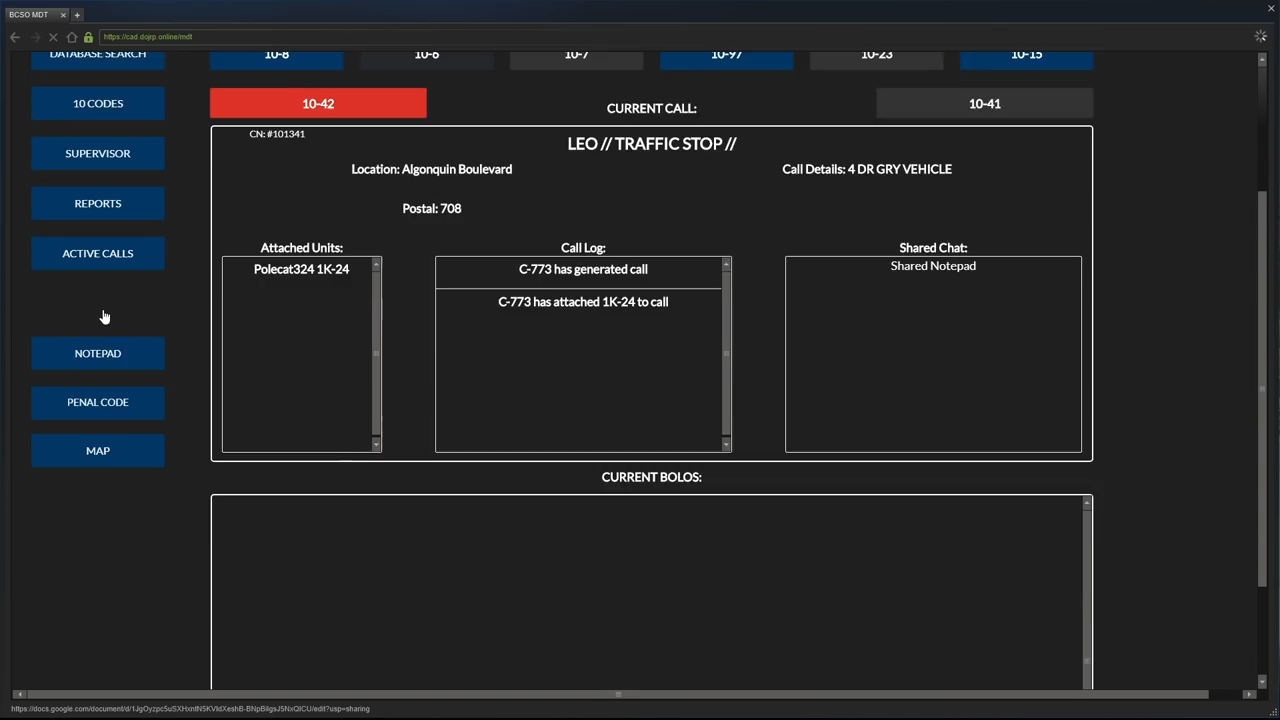 BCSO MDT
https://cad.dojrp.online/mdt
DATABASE SEARCH
10-8
10-6
10-7
10-97
10-23
10-15
10 CODES
10-42
CURRENT CALL:
10-41
CN: #101341
LEO // TRAFFIC STOP //
SUPERVISOR
Location: Algonquin Boulevard
Call Details: 4 DR GRY VEHICLE
REPORTS
Postal: 708
ACTIVE CALLS
Attached Units:
Call Log:
Shared Chat:
Polecat324 1K-24
C-773 has generated call
Shared Notepad
C-773 has attached 1K-24 to call
NOTEPAD
PENAL CODE
MAP
CURRENT BOLOS: